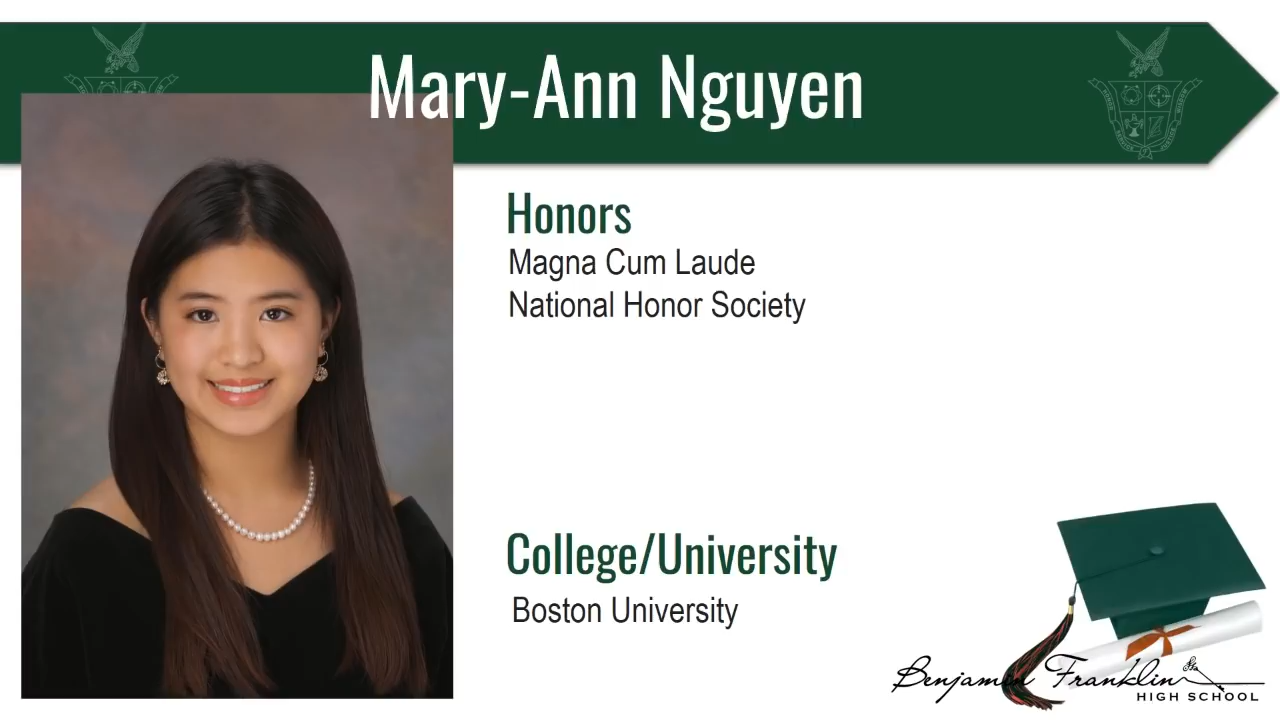 Mary-Ann Nguyen
Honors
Magna Cum Laude
National Honor Society
College/University
Boston University
Benjamin Franklin
HIGH SCHOOL